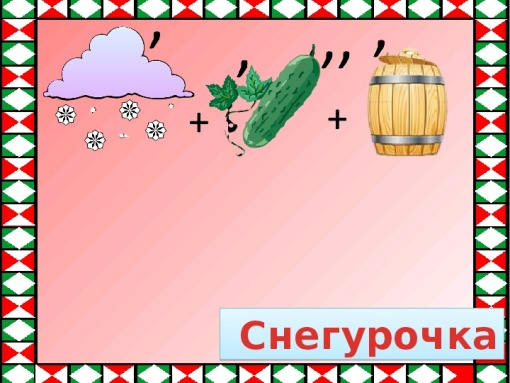 , , ,, ,
+ +
Снегурочка